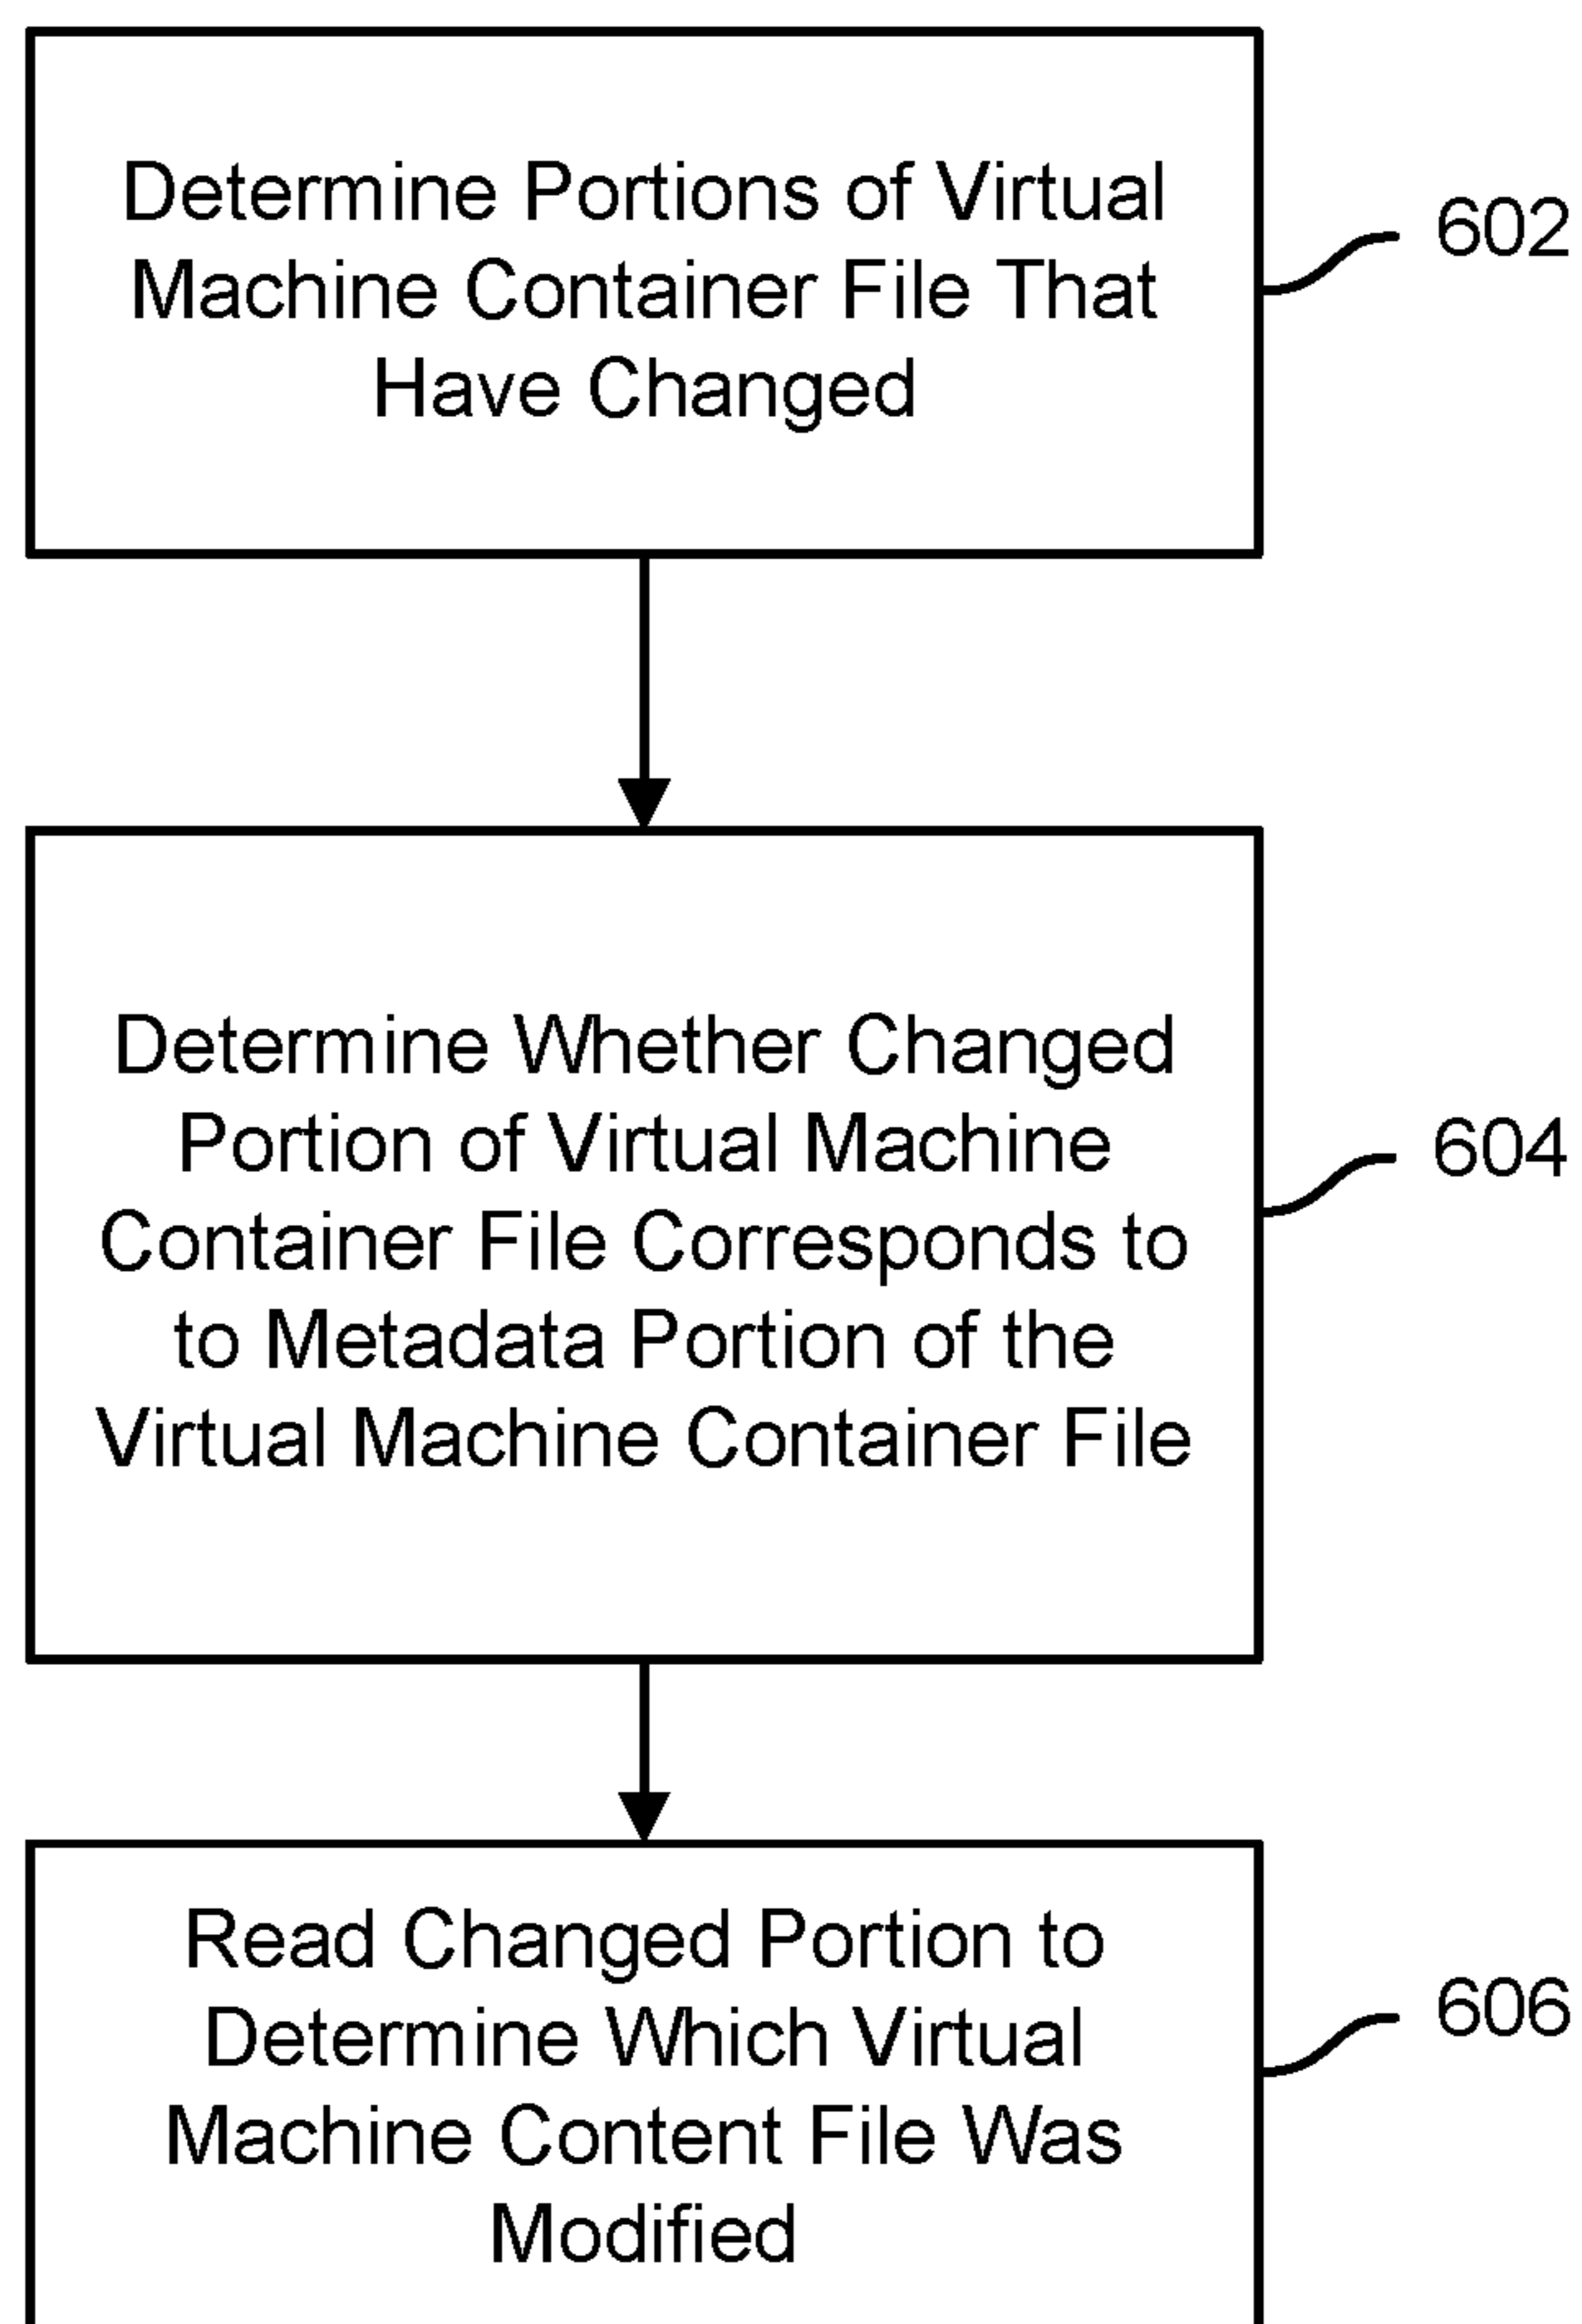 Determine Portions of Virtual
Machine Container File That
Have Changed
602
Determine Whether Changed
Portion of Virtual Machine
Container File Corresponds to
to Metadata Portion of the
Virtual Machine Container File
604
Read Changed Portion to
Determine Which Virtual
Machine Content File Was
Modified
606